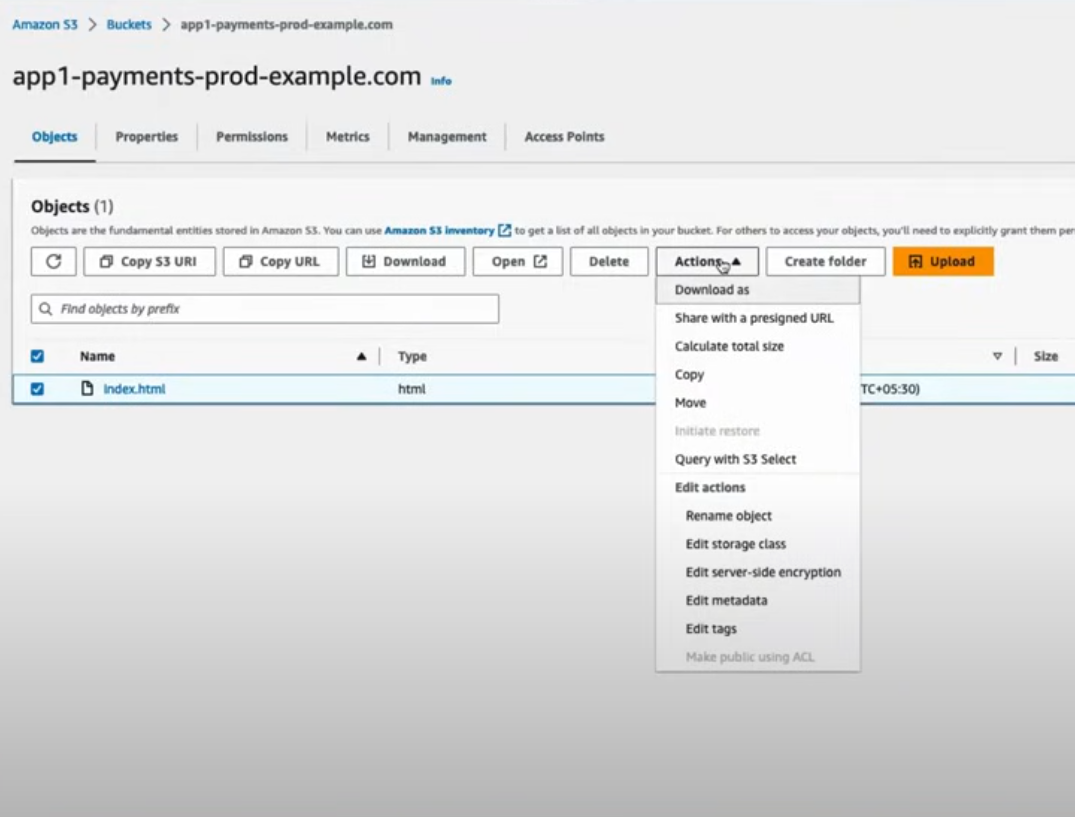 Amazon S3 > Buckets > app1-payments-prod-example.com
app1-payments-prod-example.com Info
Objects Properties Permissions Metrics Management Access Points
Objects (1)
Objects are the fundamental entities stored in Amazon S3. You can use Amazon S3 inventory to get a list of all objects in your bucket. For others to access your objects, you'll need to explicitly grant them per
Copy S3 URI Copy URL Download Open Delete Actions Create folder Upload
Find objects by prefix
Name Type Size
index.html html TC+05:30)
Download as
Share with a presigned URL
Calculate total size
Copy
Move
Initiate restore
Query with S3 Select
Edit actions
Rename object
Edit storage class
Edit server-side encryption
Edit metadata
Edit tags
Make public using ACL